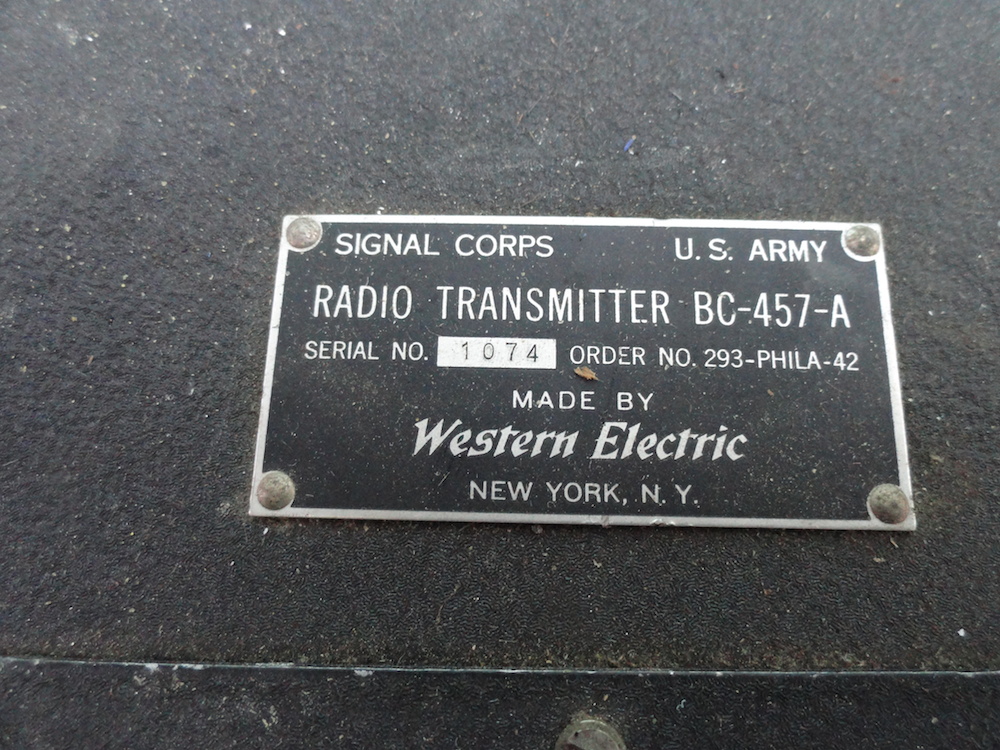 SIGNAL CORPS U. S. ARMY
RADIO TRANSMITTER BC-457-A
SERIAL NO. 1074 ORDER NO. 293-PHILA-42
MADE BY
Western Electric
NEW YORK, N. Y.